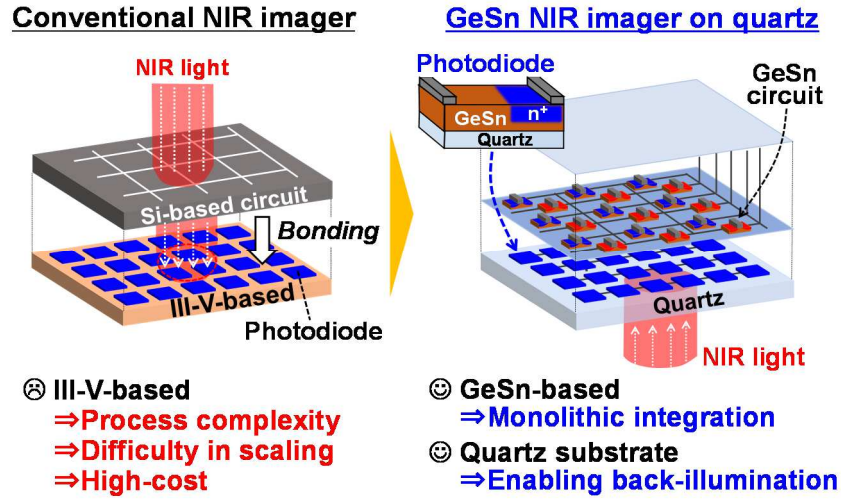 Conventional NIR imager
NIR light
Si-based circuit
Bonding
III-V-based
Photodiode
☹ III-V-based
⇒Process complexity
⇒Difficulty in scaling
⇒High-cost
GeSn NIR imager on quartz
Photodiode
GeSn
n⁺
Quartz
GeSn
circuit
Quartz
NIR light
☺ GeSn-based
⇒Monolithic integration
☺ Quartz substrate
⇒Enabling back-illumination